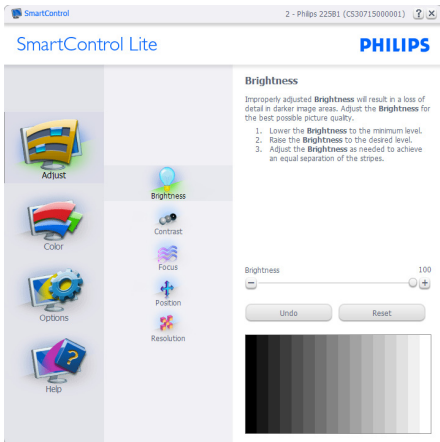 SmartControl
2 - Philips 225B1 (CS30715000001)
SmartControl Lite
PHILIPS
Adjust
Color
Options
Help
Brightness
Contrast
Focus
Position
Resolution
Brightness
Improperly adjusted Brightness will result in a loss of
detail in darker image areas. Adjust the Brightness for
the best possible picture quality.
1. Lower the Brightness to the minimum level.
2. Raise the Brightness to the desired level.
3. Adjust the Brightness as needed to achieve
an equal separation of the stripes.
Brightness 100
Undo Reset